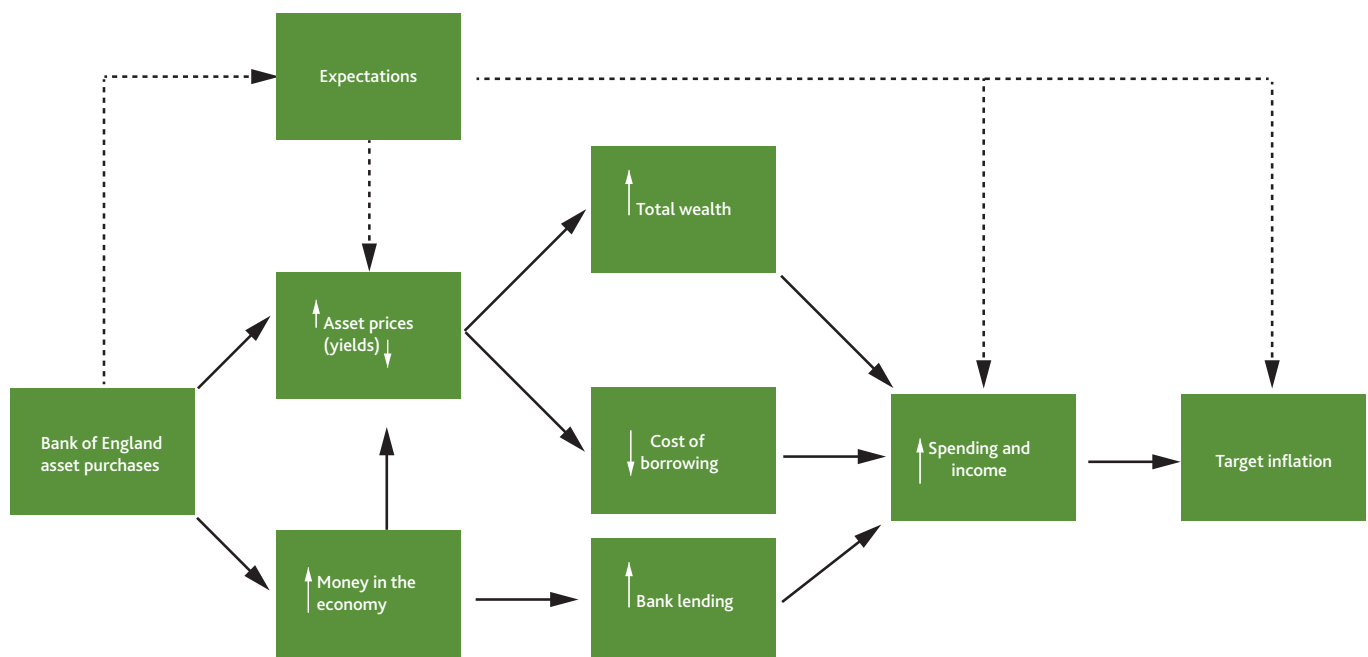 Expectations
Total wealth
Asset prices
(yields)
Bank of England
asset purchases
Cost of
borrowing
Spending and
income
Target inflation
Money in the
economy
Bank lending